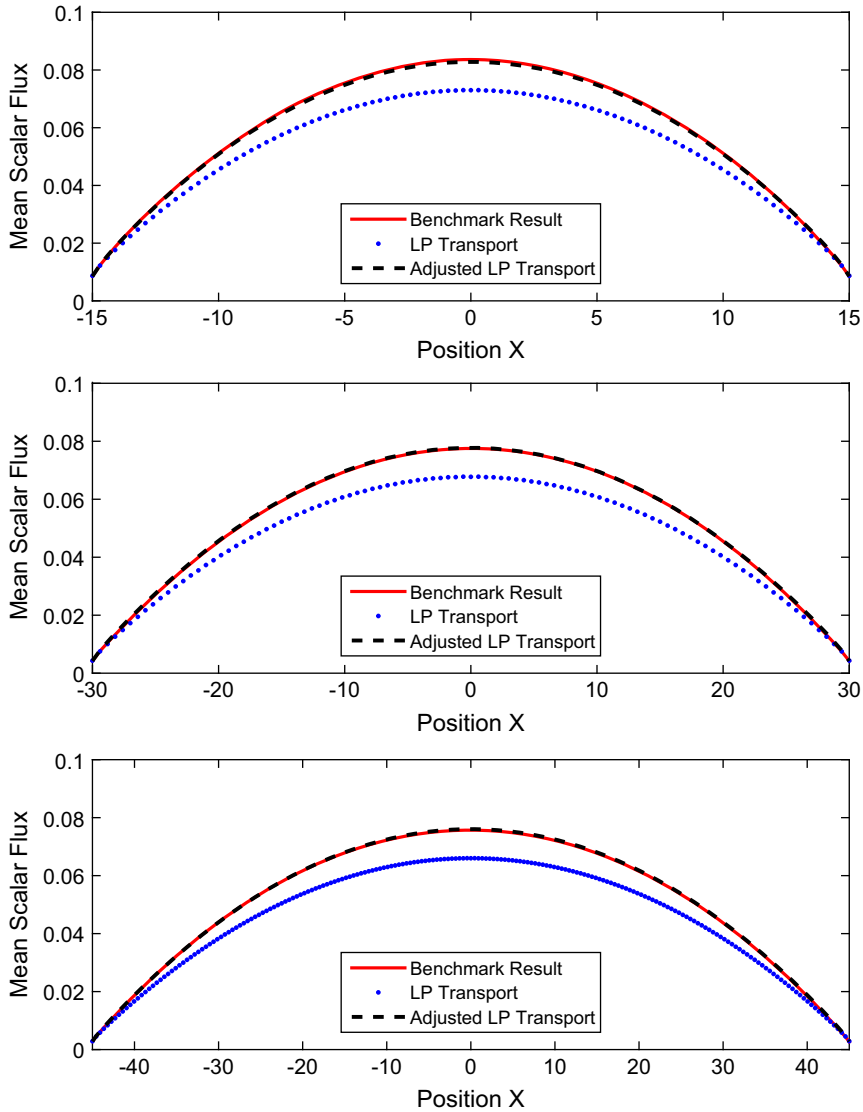 0.1
0.08
0.06
0.04
0.02
0
Mean Scalar Flux
Benchmark Result
LP Transport
Adjusted LP Transport
-15 -10 -5 0 5 10 15
Position X
0.1
0.08
0.06
0.04
0.02
0
Mean Scalar Flux
Benchmark Result
LP Transport
Adjusted LP Transport
-30 -20 -10 0 10 20 30
Position X
0.1
0.08
0.06
0.04
0.02
0
Mean Scalar Flux
Benchmark Result
LP Transport
Adjusted LP Transport
-40 -30 -20 -10 0 10 20 30 40
Position X